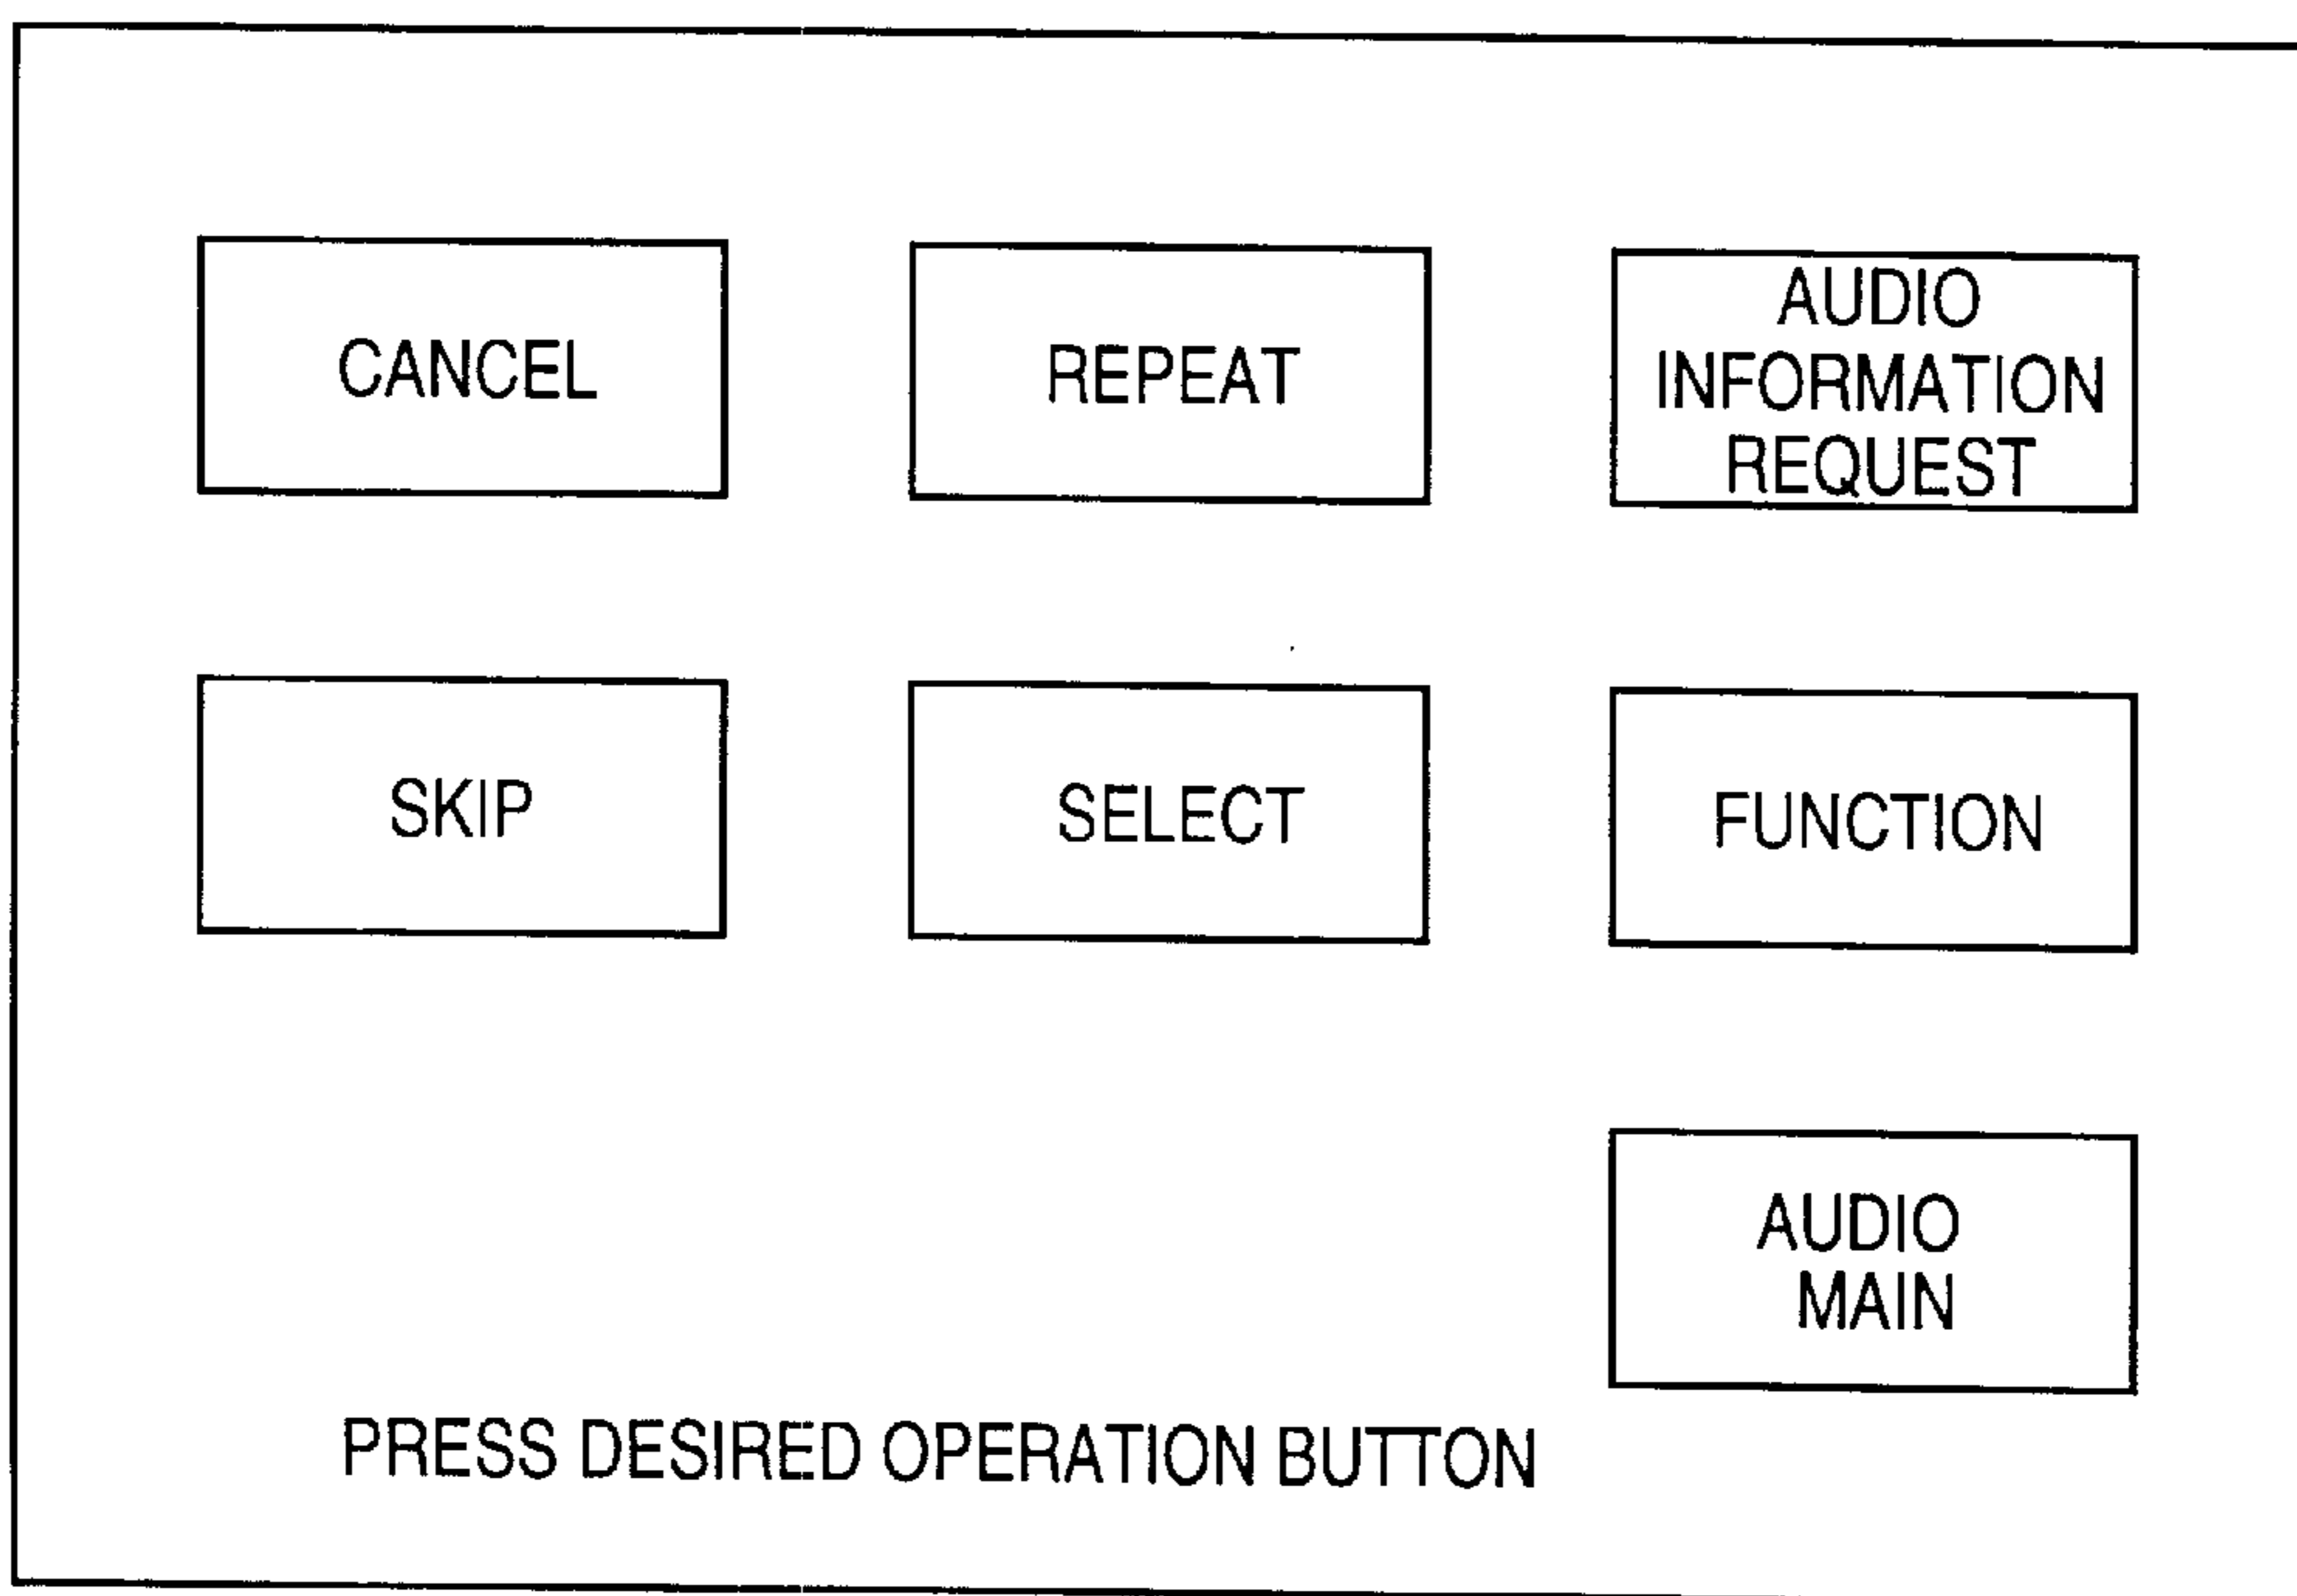 CANCEL
REPEAT
AUDIO
INFORMATION
REQUEST
SKIP
SELECT
FUNCTION
AUDIO
MAIN
PRESS DESIRED OPERATION BUTTON